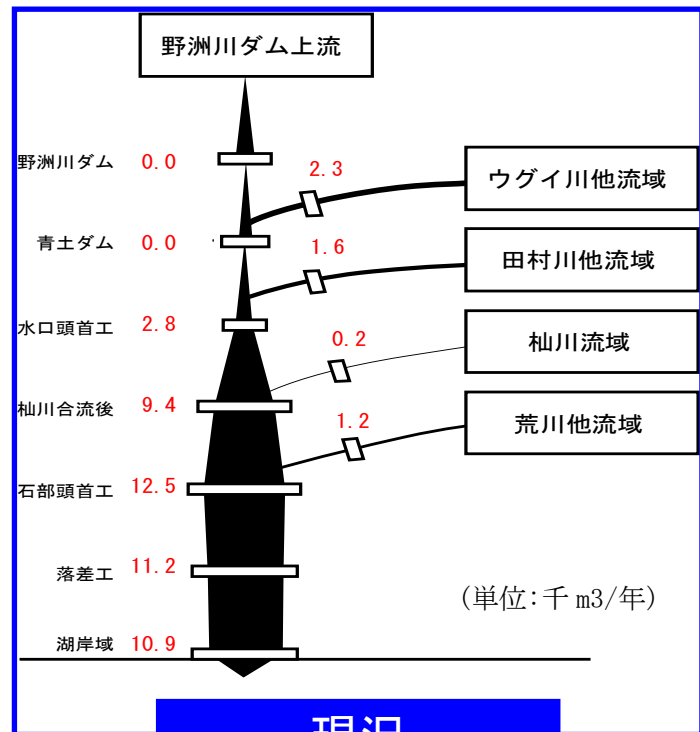 野洲川ダム上流
野洲川ダム 0.0
2.3
ウグイ川他流域
青土ダム 0.0
1.6
田村川他流域
水口頭首工 2.8
0.2
杣川流域
杣川合流後 9.4
1.2
荒川他流域
石部頭首工 12.5
落差工 11.2
(単位:千 m3/年)
湖岸域 10.9
現況